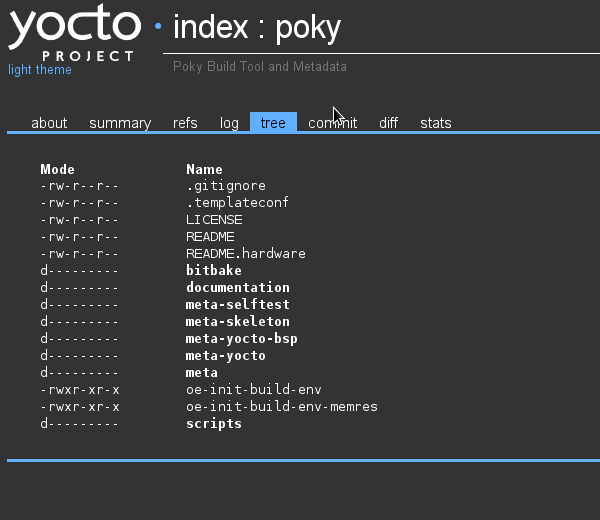 yocto · index : poky
PROJECT
light theme
Poky Build Tool and Metadata
about summary refs log tree commit diff stats
Mode Name
-rw-r--r-- .gitignore
-rw-r--r-- .templateconf
-rw-r--r-- LICENSE
-rw-r--r-- README
-rw-r--r-- README.hardware
d--------- bitbake
d--------- documentation
d--------- meta-selftest
d--------- meta-skeleton
d--------- meta-yocto-bsp
d--------- meta-yocto
d--------- meta
-rwxr-xr-x oe-init-build-env
-rwxr-xr-x oe-init-build-env-memres
d--------- scripts